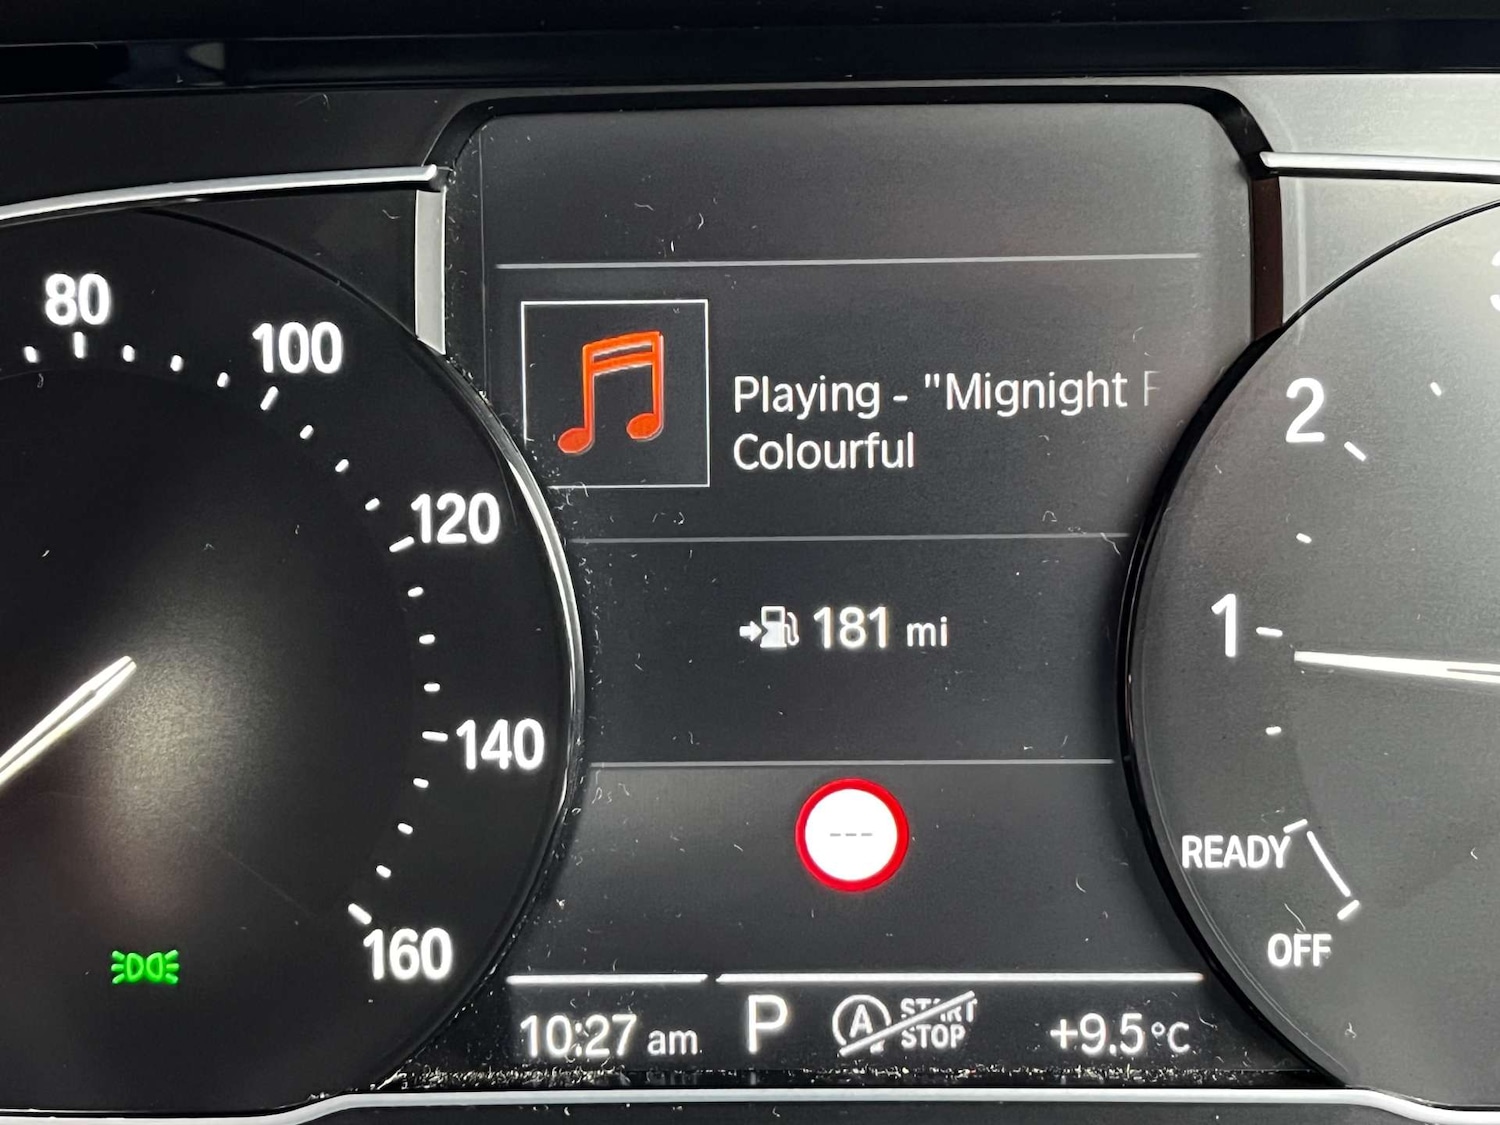 80
100
120
140
160
Playing - "Mignight
Colourful
181 mi
---
10:27 am
P
A
START
STOP
+9.5°C
2
1
READY
OFF